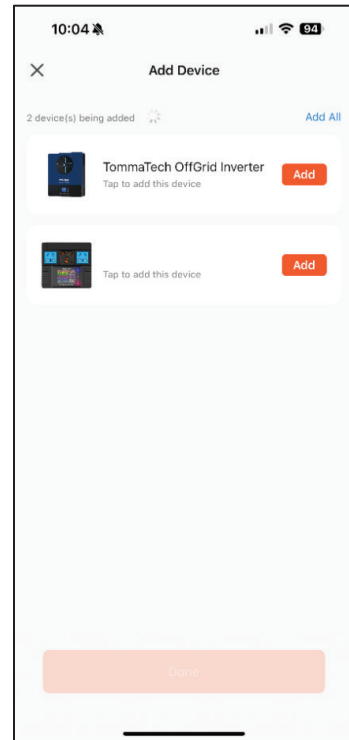 10:04
94
Add Device
2 device(s) being added
Add All
TommaTech OffGrid Inverter
Tap to add this device
Add
Tap to add this device
Add
Done